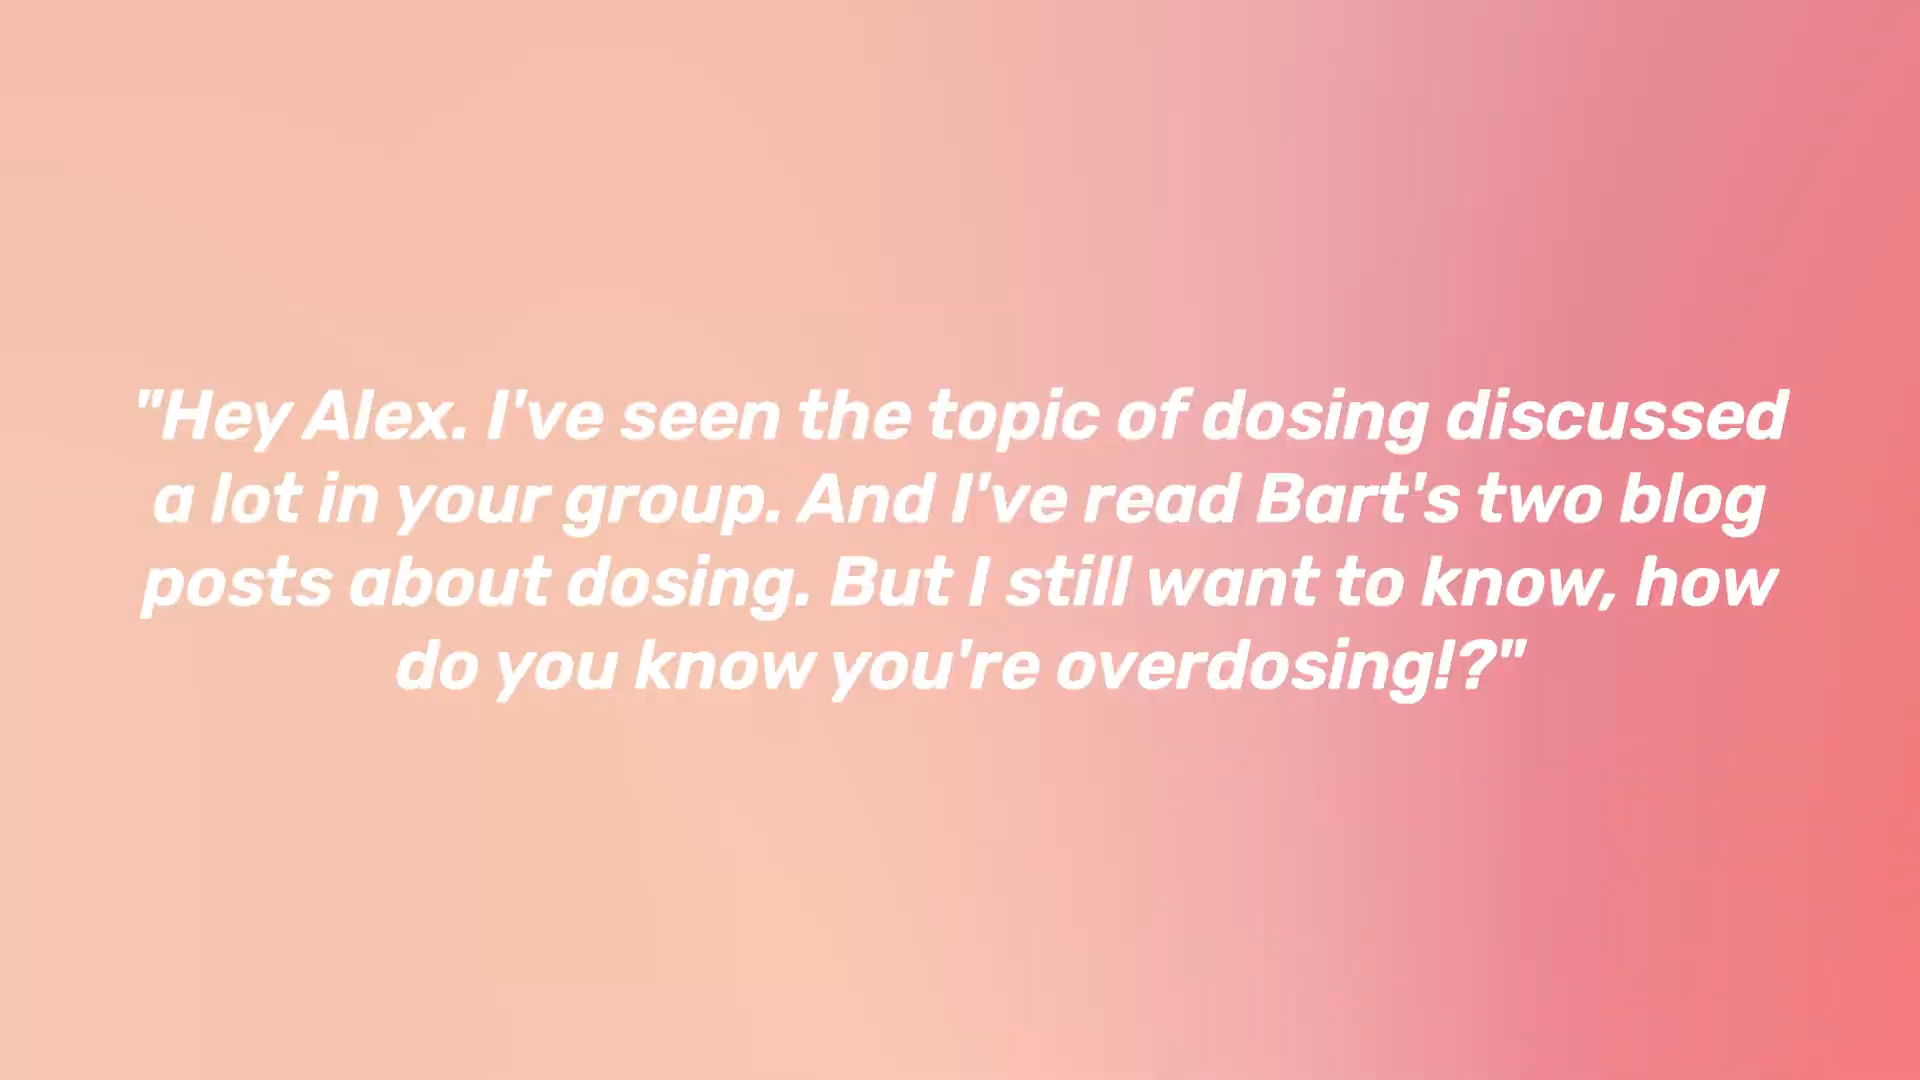 "Hey Alex. I've seen the topic of dosing discussed
a lot in your group. And I've read Bart's two blog
posts about dosing. But I still want to know, how
do you know you're overdosing!?"